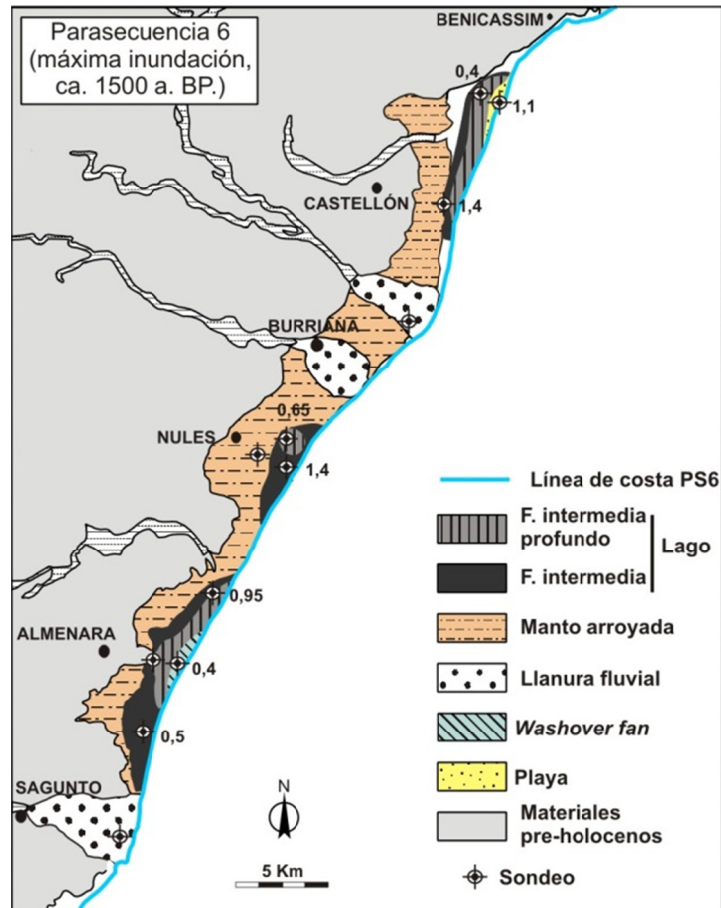 Parasecuencia 6
(máxima inundación,
ca. 1500 a. BP.)
BENICASSIM
0,4
1,1
CASTELLÓN
1,4
BURRIANA
0,65
NULES
1,4
0,95
ALMENARA
0,4
0,5
SAGUNTO
N
5 Km
Línea de costa PS6
F. intermedia
profundo
Lago
F. intermedia
Manto arroyada
Llanura fluvial
Washover fan
Playa
Materiales
pre-holocenos
Sondeo